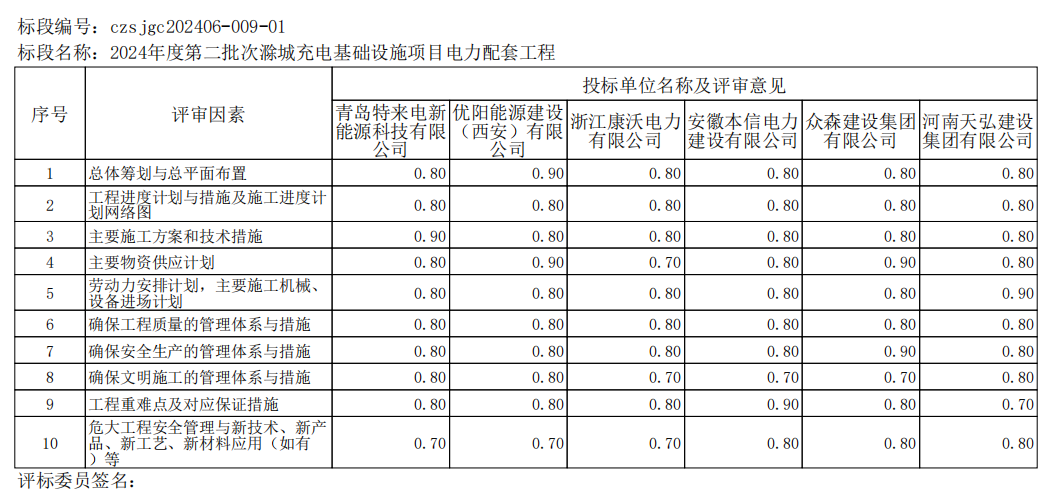 标段编号：czsjgc202406-009-01
标段名称：2024年度第二批次滁城充电基础设施项目电力配套工程
序号 评审因素 投标单位名称及评审意见
青岛特来电新能源科技有限公司 优阳能源建设（西安）有限公司 浙江康沃电力有限公司 安徽本信电力建设有限公司 众森建设集团有限公司 河南天弘建设集团有限公司
1 总体筹划与总平面布置 0.80 0.90 0.80 0.80 0.80 0.80
2 工程进度计划与措施及施工进度计划网络图 0.80 0.80 0.80 0.80 0.80 0.80
3 主要施工方案和技术措施 0.90 0.80 0.80 0.80 0.80 0.80
4 主要物资供应计划 0.80 0.90 0.70 0.80 0.90 0.80
5 劳动力安排计划，主要施工机械、设备进场计划 0.80 0.80 0.80 0.80 0.80 0.90
6 确保工程质量的管理体系与措施 0.80 0.80 0.80 0.80 0.80 0.80
7 确保安全生产的管理体系与措施 0.80 0.80 0.80 0.80 0.90 0.80
8 确保文明施工的管理体系与措施 0.80 0.80 0.70 0.70 0.70 0.80
9 工程重难点及对应保证措施 0.80 0.80 0.80 0.90 0.80 0.70
10 危大工程安全管理与新技术、新产品、新工艺、新材料应用（如有）等 0.70 0.70 0.70 0.80 0.80 0.80
评标委员签名：